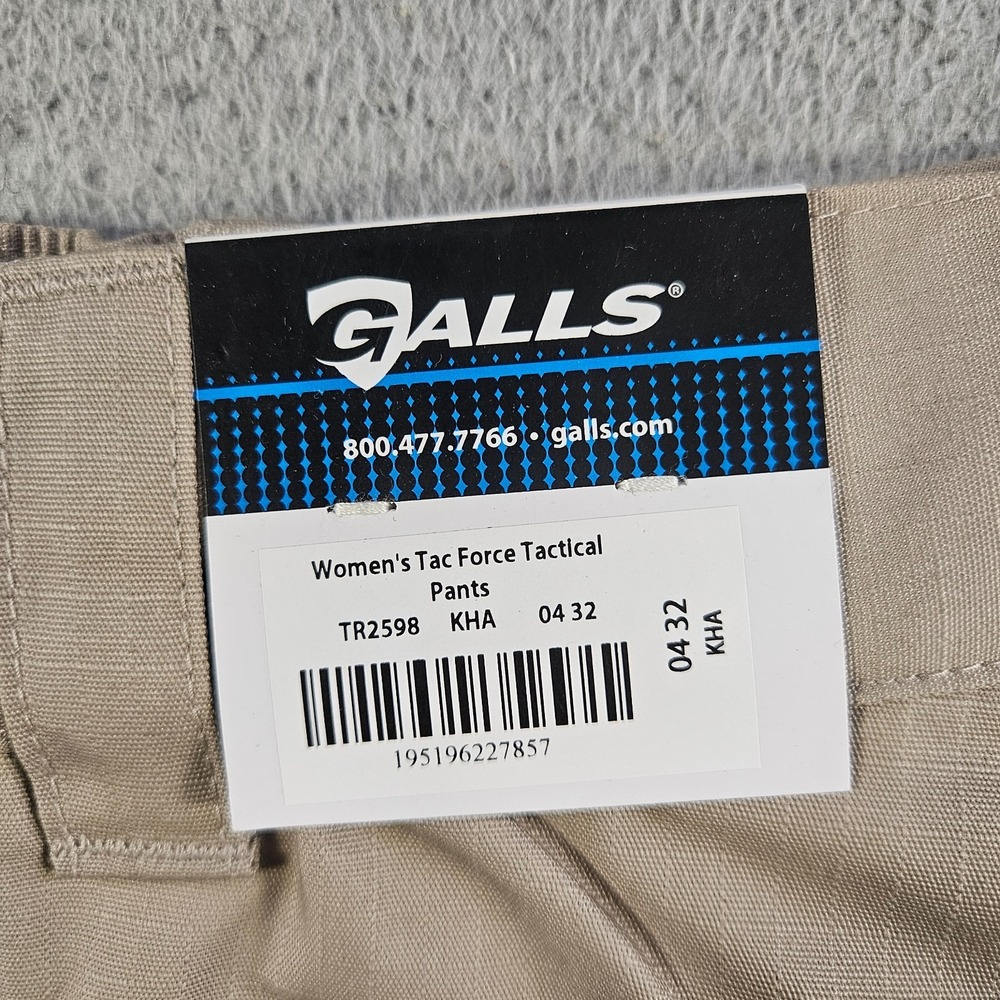 GALLS®
800.477.7766 • galls.com
Women's Tac Force Tactical
Pants
TR2598 KHA 04 32
195196227857
04 32
KHA